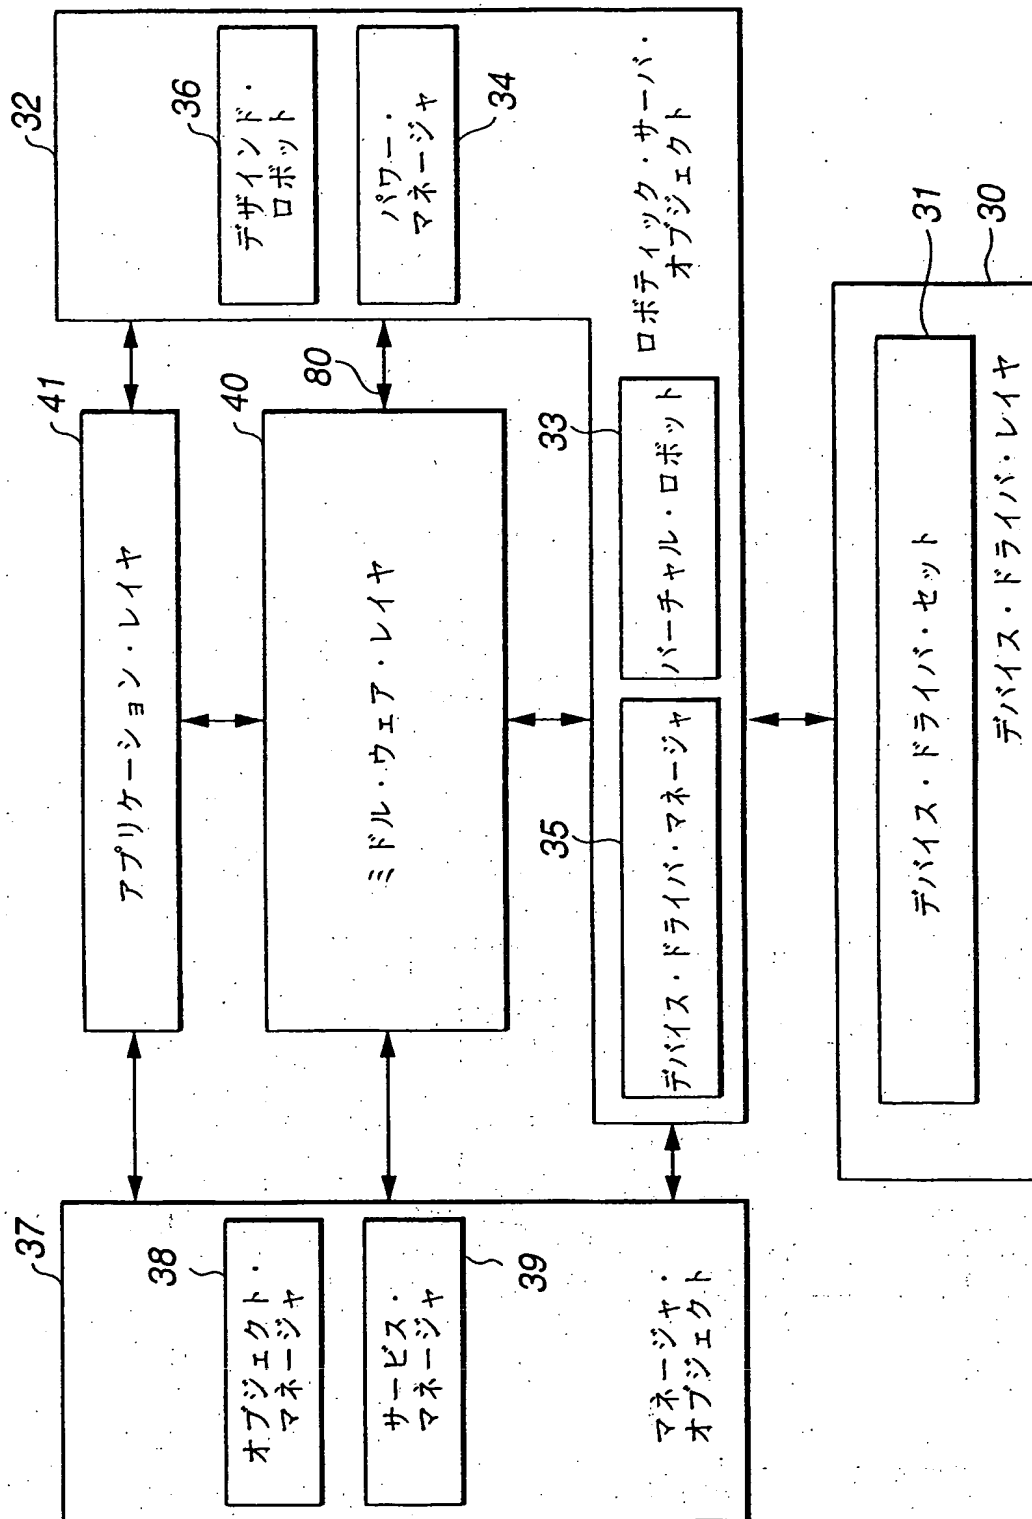 37
38
オブジェクト・
マネージャ
サービス・
マネージャ
39
マネージャ・
オブジェクト
41
アプリケーション・レイヤ
40
ミドル・ウェア・レイヤ
80
32
36
デザインド・
ロボット
パワー・
マネージャ
34
35
デバイス・ドライバ・マネージャ
33
バーチャル・ロボット
ロボティック・サーバ・
オブジェクト
31
デバイス・ドライバ・セット
30
デバイス・ドライバ・レイヤ